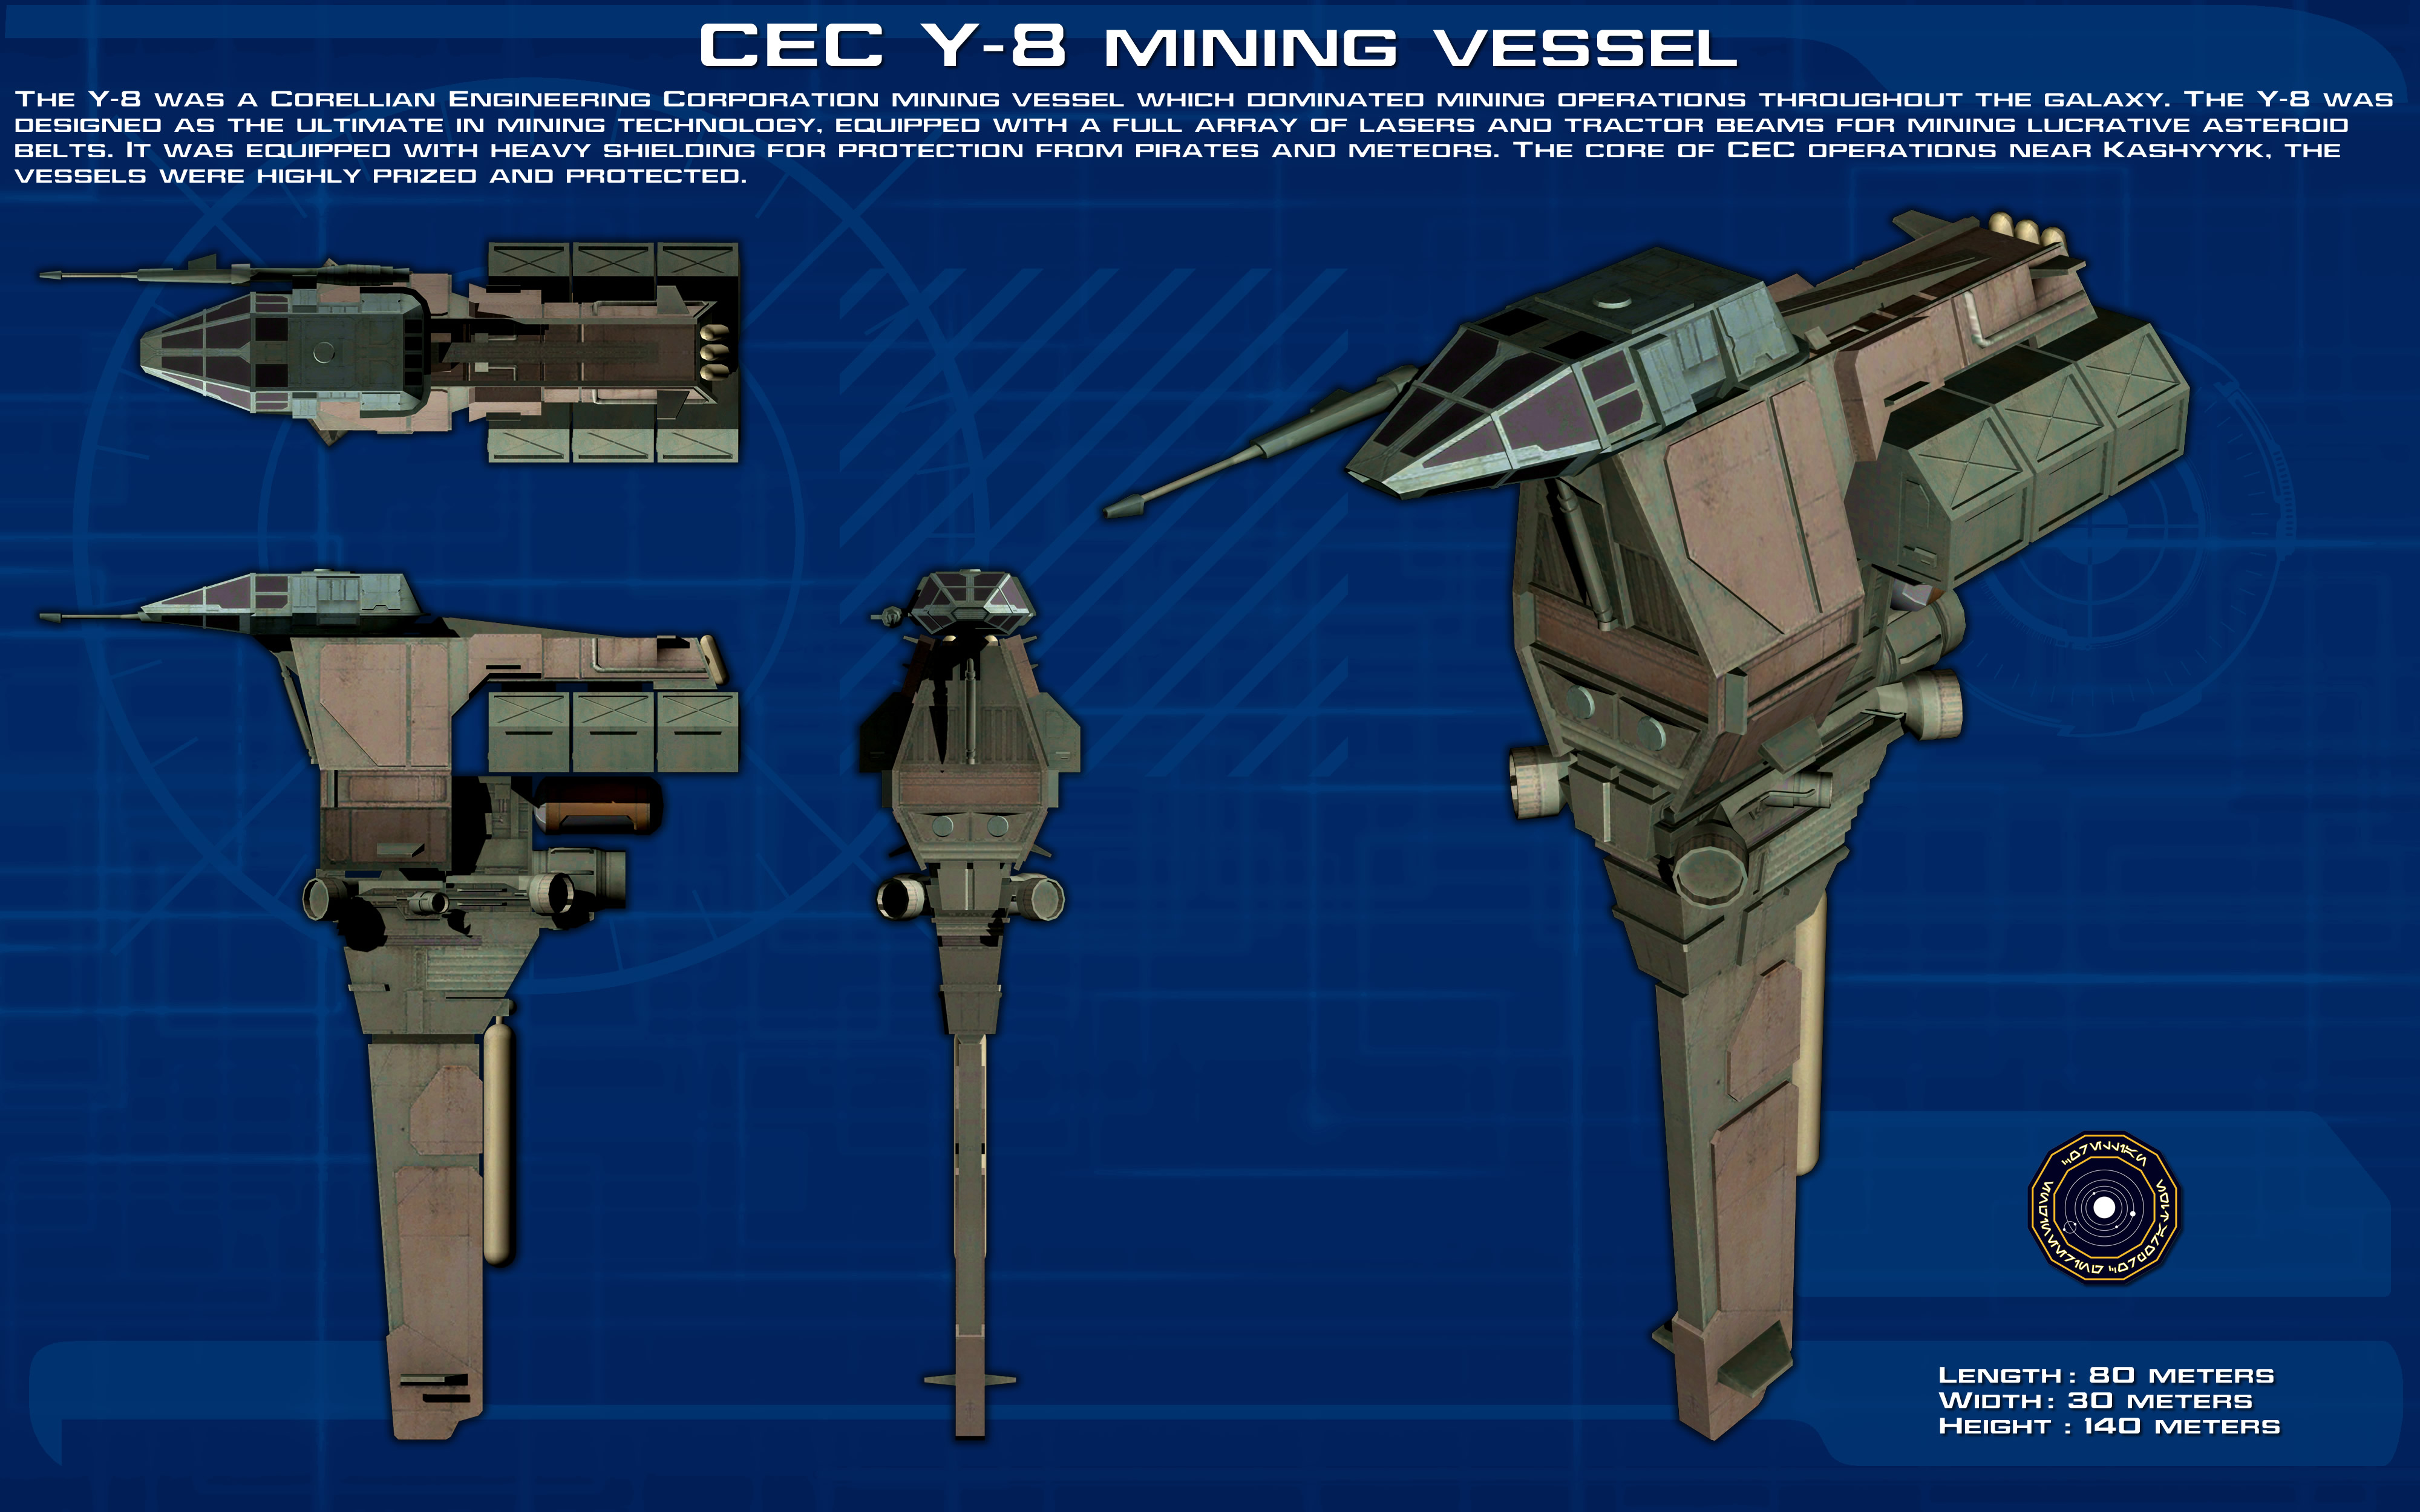 CEC Y-8 MINING VESSEL
THE Y-8 WAS A CORELLIAN ENGINEERING CORPORATION MINING VESSEL WHICH DOMINATED MINING OPERATIONS THROUGHOUT THE GALAXY. THE Y-8 WAS
DESIGNED AS THE ULTIMATE IN MINING TECHNOLOGY, EQUIPPED WITH A FULL ARRAY OF LASERS AND TRACTOR BEAMS FOR MINING LUCRATIVE ASTEROID
BELTS. IT WAS EQUIPPED WITH HEAVY SHIELDING FOR PROTECTION FROM PIRATES AND METEORS. THE CORE OF CEC OPERATIONS NEAR KASHYYYK, THE
VESSELS WERE HIGHLY PRIZED AND PROTECTED.
LENGTH : 80 METERS
WIDTH : 30 METERS
HEIGHT : 140 METERS